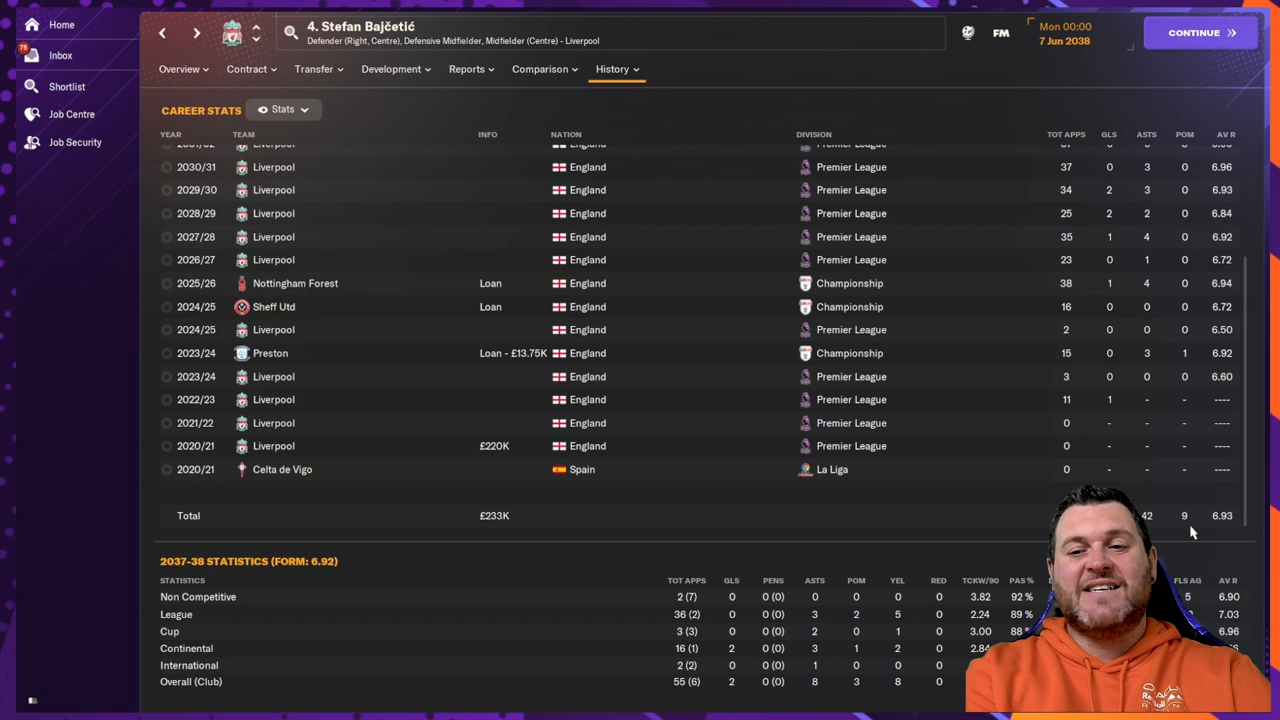 Home
4. Stefan Bajčetić
Defender (Right, Centre), Defensive Midfielder, Midfielder (Centre) - Liverpool
FM
Mon 00:00
7 Jun 2038
CONTINUE
78
Inbox
Shortlist
Job Centre
Job Security
Overview Contract Transfer Development Reports Comparison History
CAREER STATS Stats
YEAR TEAM INFO NATION DIVISION TOT APPS GLS ASTS POM AV R
Liverpool England Premier League
2030/31 Liverpool England Premier League 37 0 3 0 6.96
2029/30 Liverpool England Premier League 34 2 3 0 6.93
2028/29 Liverpool England Premier League 25 2 2 0 6.84
2027/28 Liverpool England Premier League 35 1 4 0 6.92
2026/27 Liverpool England Premier League 23 0 1 0 6.72
2025/26 Nottingham Forest Loan England Championship 38 1 4 0 6.94
2024/25 Sheff Utd Loan England Championship 16 0 0 0 6.72
2024/25 Liverpool England Premier League 2 0 0 0 6.50
2023/24 Preston Loan - £13.75K England Championship 15 0 3 1 6.92
2023/24 Liverpool England Premier League 3 0 0 0 6.60
2022/23 Liverpool England Premier League 11 1 - - ----
2021/22 Liverpool England Premier League 0 - - - ----
2020/21 Liverpool £220K England Premier League 0 - - - ----
2020/21 Celta de Vigo Spain La Liga 0 - - - ----
Total £233K 42 9 6.93
2037-38 STATISTICS (FORM: 6.92)
STATISTICS TOT APPS GLS PENS ASTS POM YEL RED TCKW/90 PAS % FLS AG AV R
Non Competitive 2 (7) 0 0 (0) 0 0 0 0 3.82 92 % 5 6.90
League 36 (2) 0 0 (0) 3 2 5 0 2.24 89 % 7.03
Cup 3 (3) 0 0 (0) 2 0 1 0 3.00 88 % 6.96
Continental 16 (1) 2 0 (0) 3 1 2 0
International 2 (2) 0 0 (0) 1 0 0 0
Overall (Club) 55 (6) 2 0 (0) 8 3 8 0